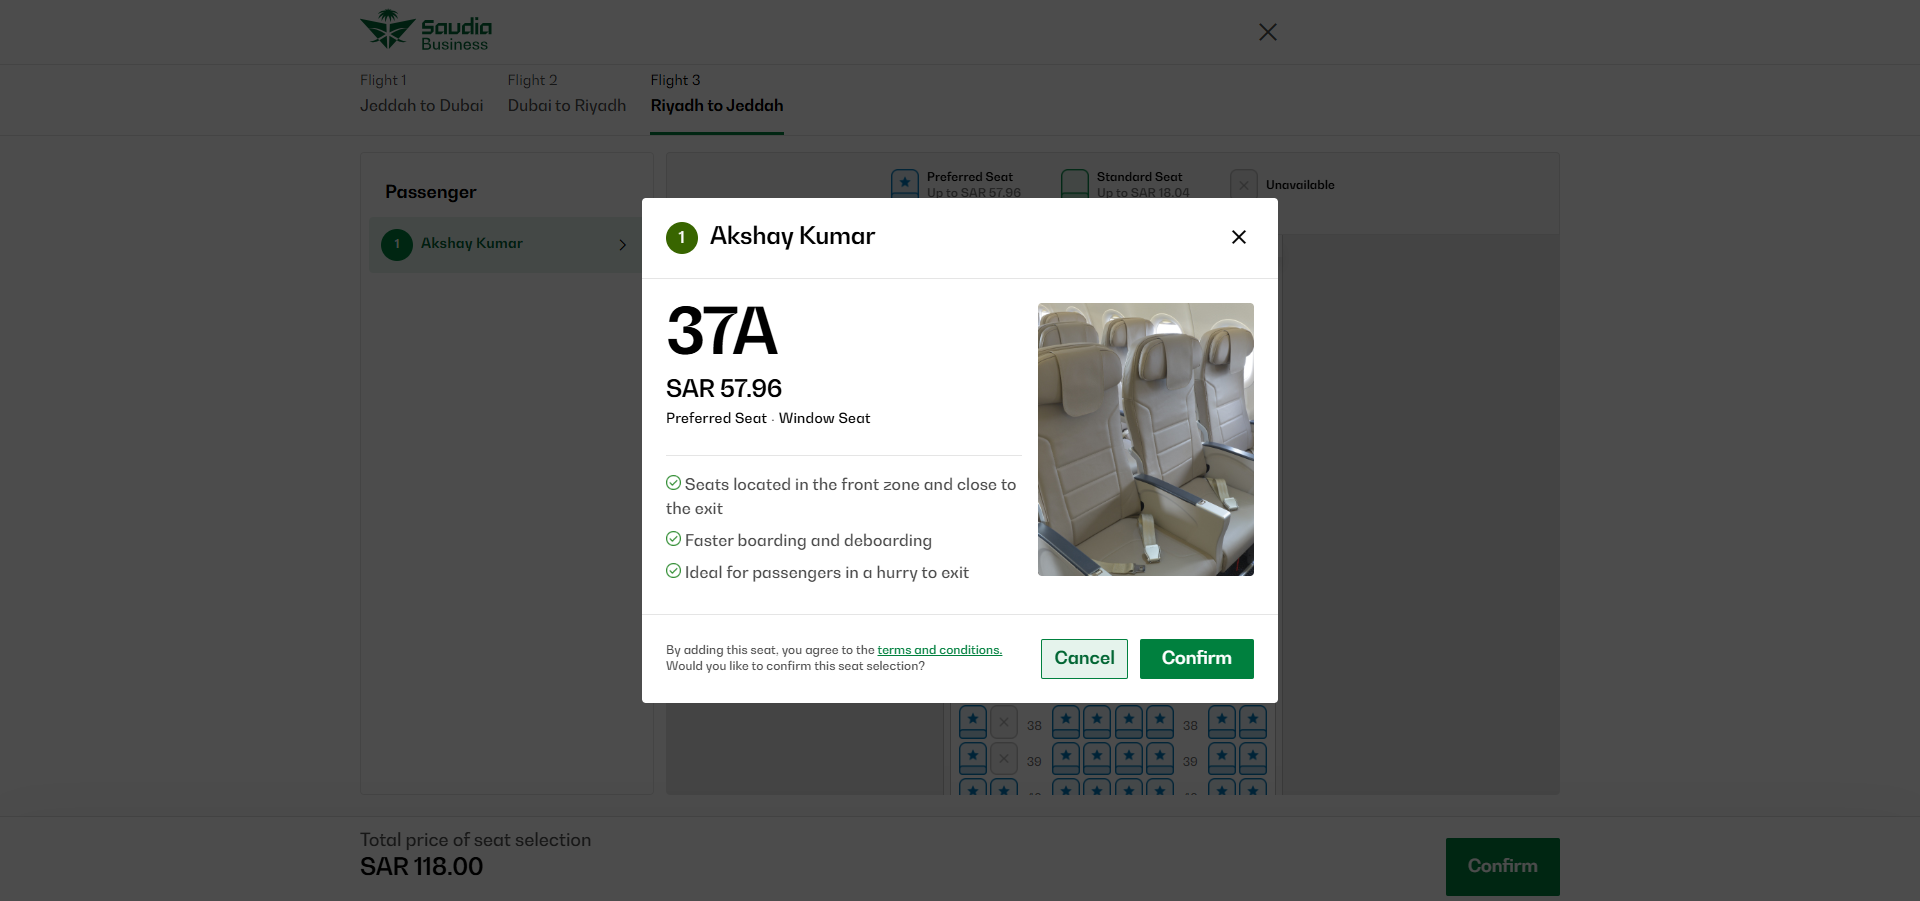 Saudia
Business
Flight 1
Jeddah to Dubai
Flight 2
Dubai to Riyadh
Flight 3
Riyadh to Jeddah
Passenger
1
Akshay Kumar
Preferred Seat
Up to SAR 57.96
Standard Seat
Up to SAR 18.04
Unavailable
1
Akshay Kumar
37A
SAR 57.96
Preferred Seat · Window Seat
Seats located in the front zone and close to
the exit
Faster boarding and deboarding
Ideal for passengers in a hurry to exit
By adding this seat, you agree to the terms and conditions.
Would you like to confirm this seat selection?
Cancel
Confirm
38
38
39
39
Total price of seat selection
SAR 118.00
Confirm